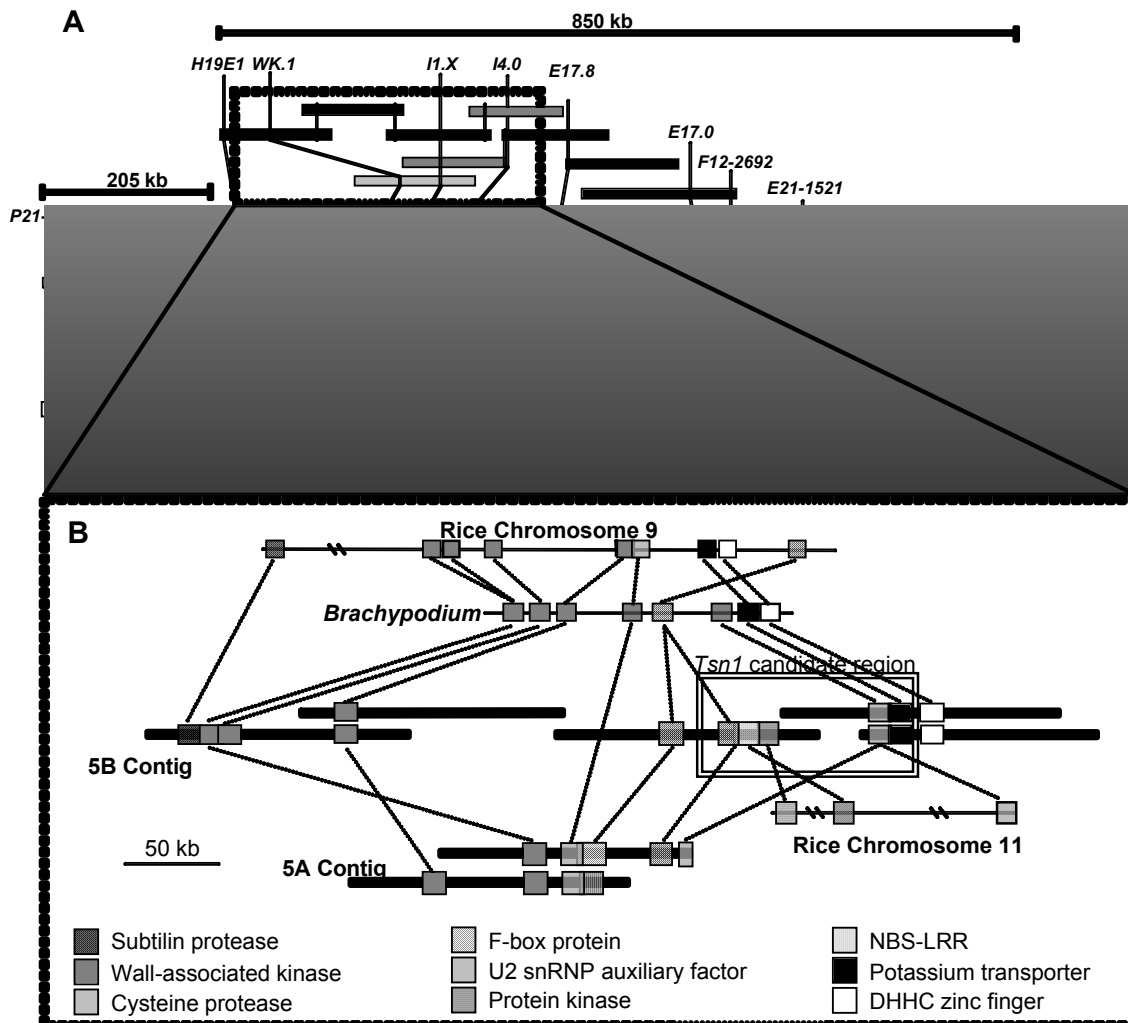 A
850 kb
H19E1 WK.1 I1.X I4.0 E17.8
E17.0
F12-2692
E21-1521
205 kb
P21-
B
Rice Chromosome 9
Brachypodium
Tsn1 candidate region
5B Contig
Rice Chromosome 11
50 kb
5A Contig
Subtilin protease
Wall-associated kinase
Cysteine protease
F-box protein
U2 snRNP auxiliary factor
Protein kinase
NBS-LRR
Potassium transporter
DHHC zinc finger